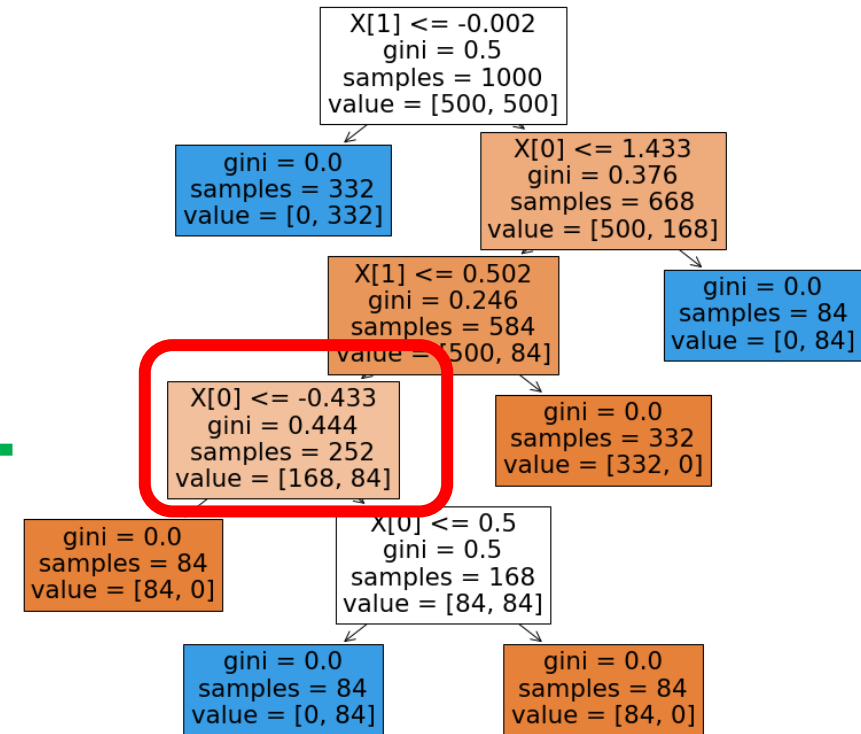 X[1] <= -0.002
gini = 0.5
samples = 1000
value = [500, 500]
gini = 0.0
samples = 332
value = [0, 332]
X[0] <= 1.433
gini = 0.376
samples = 668
value = [500, 168]
X[1] <= 0.502
gini = 0.246
samples = 584
value = [500, 84]
gini = 0.0
samples = 84
value = [0, 84]
X[0] <= -0.433
gini = 0.444
samples = 252
value = [168, 84]
gini = 0.0
samples = 332
value = [332, 0]
gini = 0.0
samples = 84
value = [84, 0]
X[0] <= 0.5
gini = 0.5
samples = 168
value = [84, 84]
gini = 0.0
samples = 84
value = [0, 84]
gini = 0.0
samples = 84
value = [84, 0]